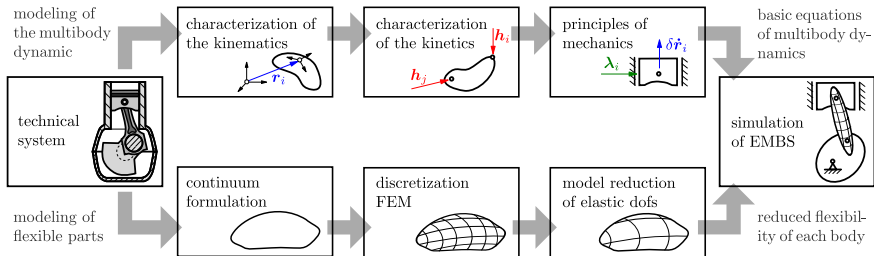 modeling of
the multibody
dynamic
characterization of
the kinematics
r_i
characterization
of the kinetics
h_i
h_j
principles of
mechanics
δṙ_i
λ_i
basic equations
of multibody dy-
namics
technical
system
simulation
of EMBS
modeling of
flexible parts
continuum
formulation
discretization
FEM
model reduction
of elastic dofs
reduced flexibil-
ity of each body